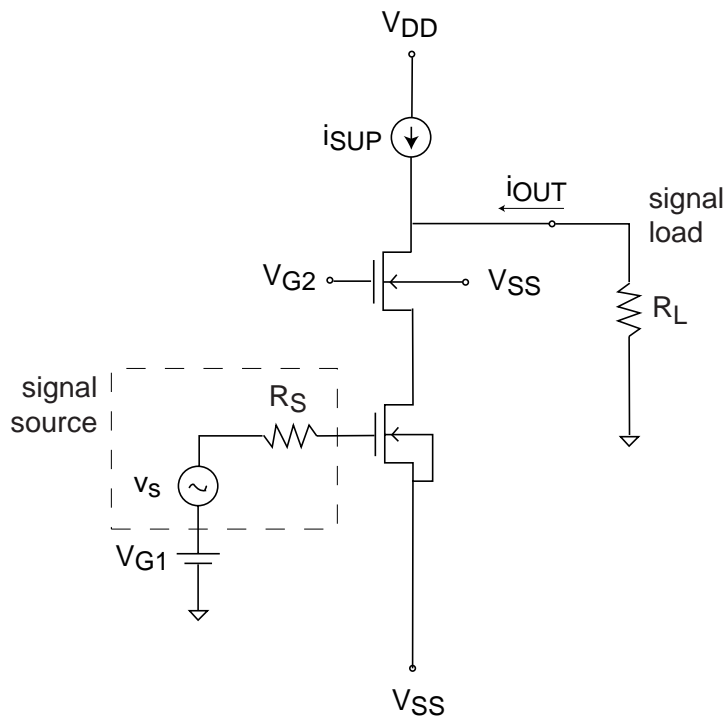 VDD
iSUP
iOUT
signal
load
VG2
VSS
RL
signal
source
RS
vs
VG1
VSS